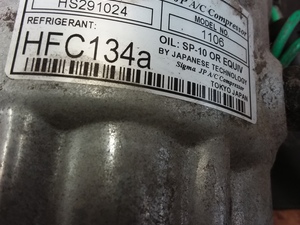 JP A/C Compressor
HS291024
MODEL NO.
1106
REFRIGERANT:
HFC134a
OIL: SP-10 OR EQUIV
BY JAPANESE TECHNOLOGY
Sigma JP A/C Compressor
TOKYO JAPAN